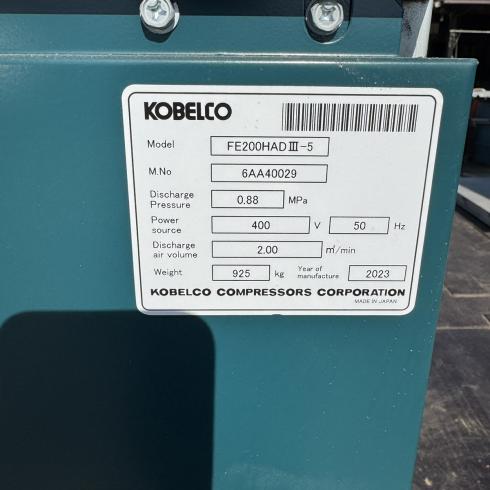 KOBELCO
Model FE200HADⅢ-5
M.No 6AA40029
Discharge Pressure 0.88 MPa
Power source 400 V 50 Hz
Discharge air volume 2.00 m³/min
Weight 925 kg Year of manufacture 2023
KOBELCO COMPRESSORS CORPORATION
MADE IN JAPAN